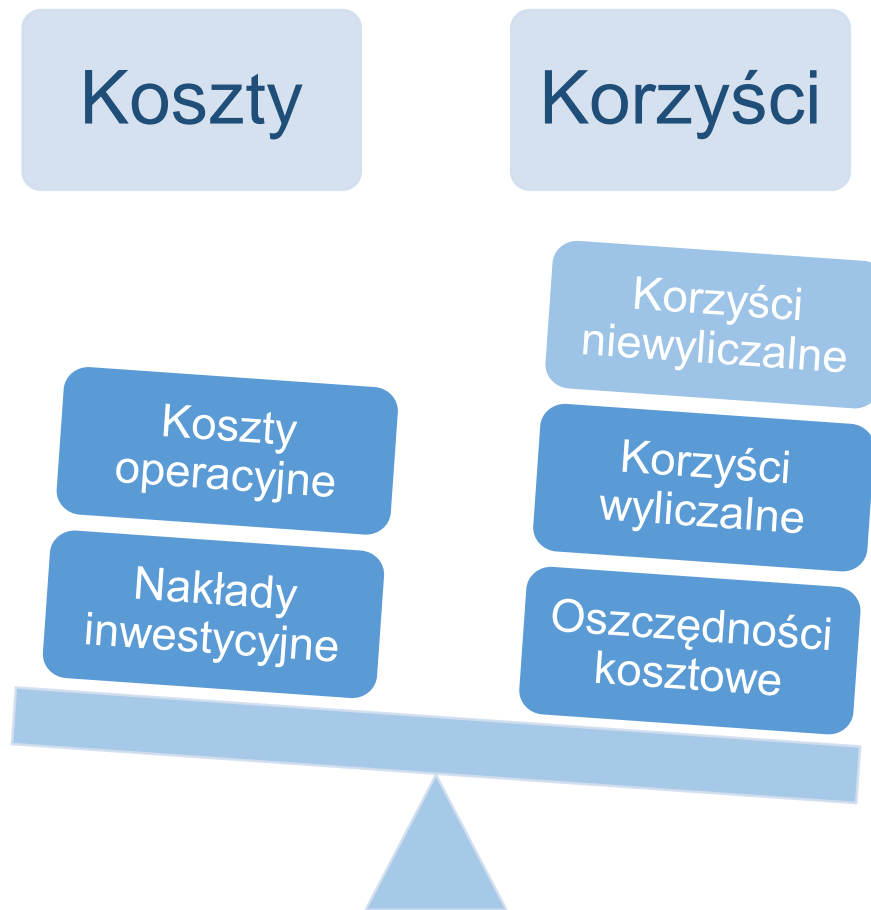 Koszty
Korzyści
Korzyści
niewyliczalne
Koszty
operacyjne
Korzyści
wyliczalne
Nakłady
inwestycyjne
Oszczędności
kosztowe